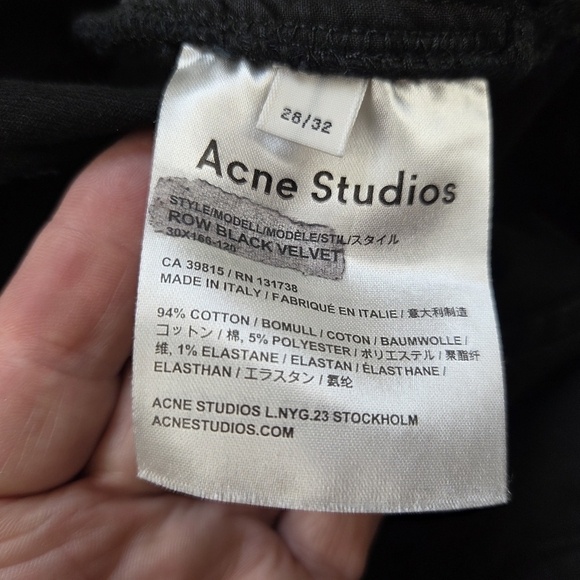 28/32
Acne Studios
STYLE/MODELL/MODÈLE/STIL/スタイル
ROW BLACK VELVET
30X160-120
CA 39815 / RN 131738
MADE IN ITALY / FABRIQUÉ EN ITALIE / 意大利制造
94% COTTON / BOMULL / COTON / BAUMWOLLE /
コットン / 棉, 5% POLYESTER / ポリエステル / 聚酯纤
维, 1% ELASTANE / ELASTAN / ÉLASTHANE /
ELASTHAN / エラスタン / 氨纶
ACNE STUDIOS L.NYG.23 STOCKHOLM
ACNESTUDIOS.COM